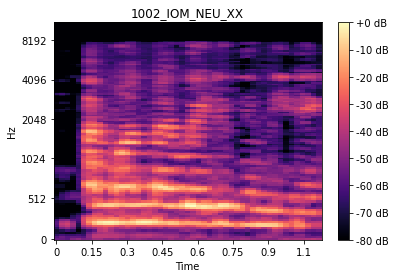 1002_IOM_NEU_XX
+0 dB
8192
-10 dB
4096
-20 dB
-30 dB
2048
Hz
-40 dB
1024
-50 dB
-60 dB
512
-70 dB
0
-80 dB
0 0.15 0.3 0.45 0.6 0.75 0.9 1.1
Time